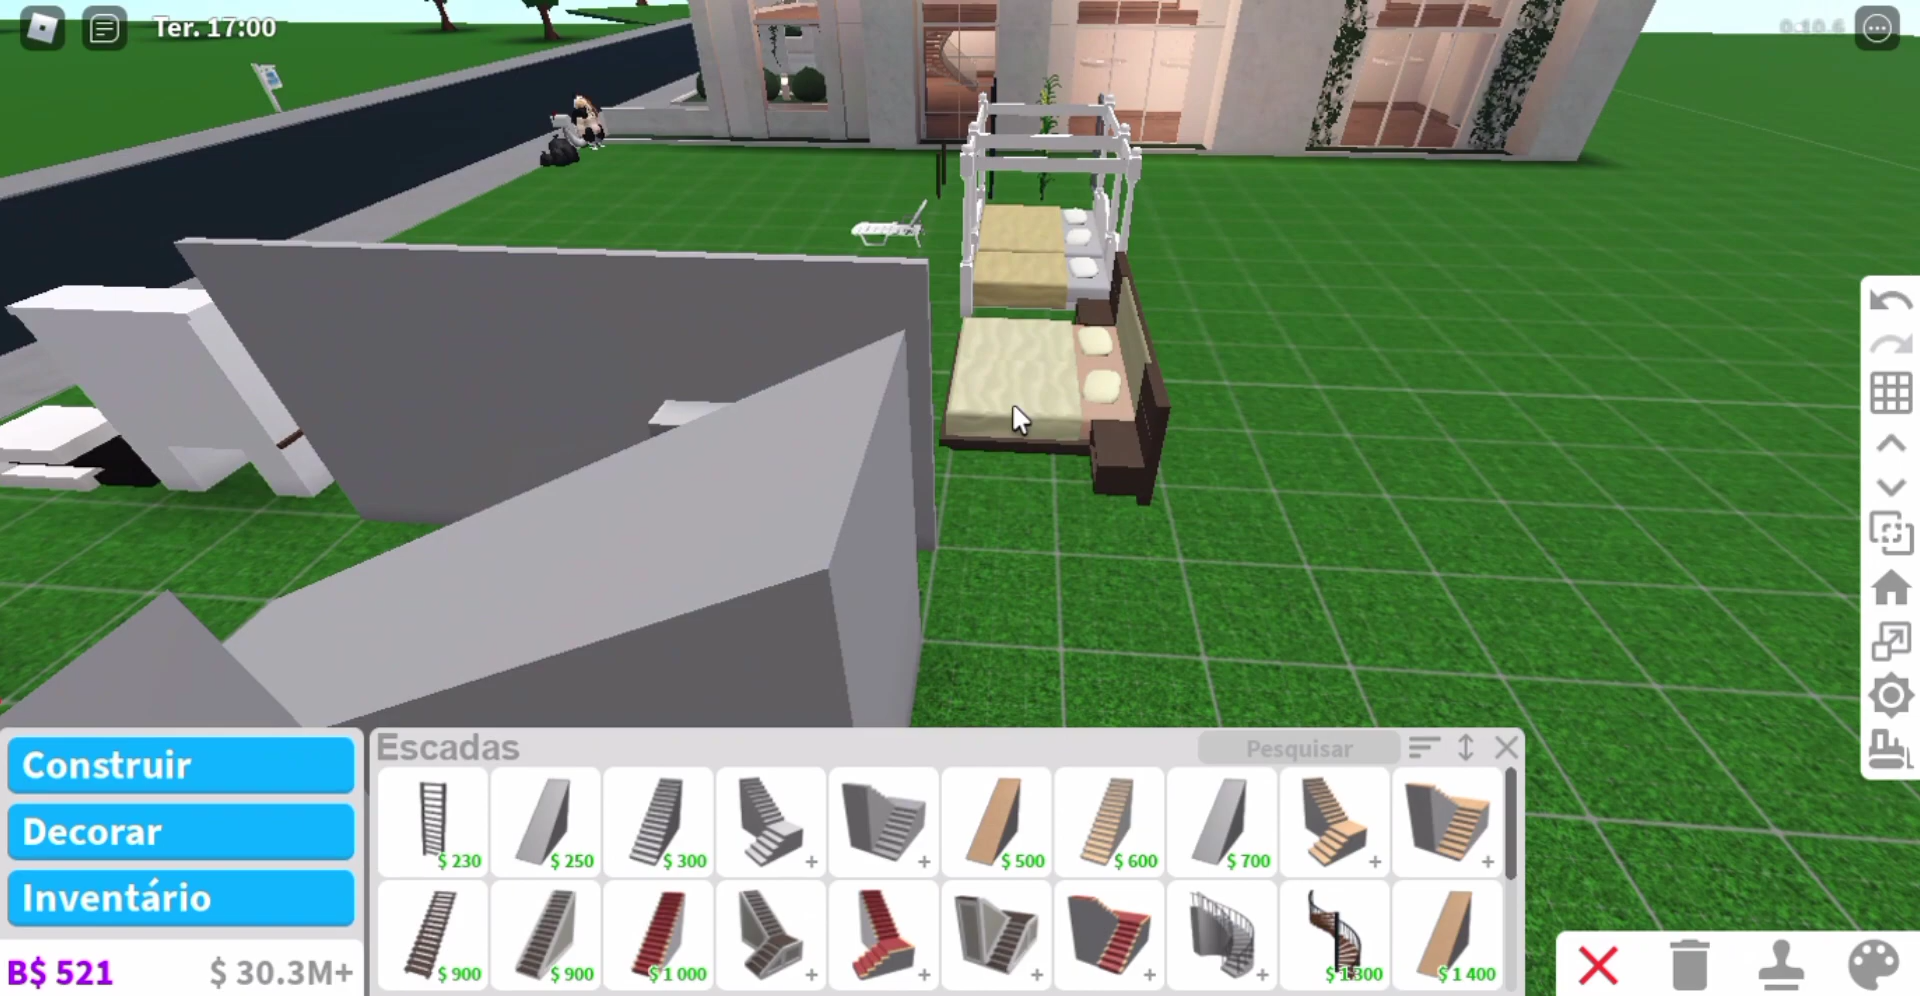 Ter. 17:00
Construir
Decorar
Inventário
B$ 521
$ 30.3M+
Escadas
Pesquisar
$ 230
$ 250
$ 300
+
+
$ 500
$ 600
$ 700
+
+
$ 900
$ 900
$ 1 000
+
+
+
+
+
$ 1 300
$ 1 400